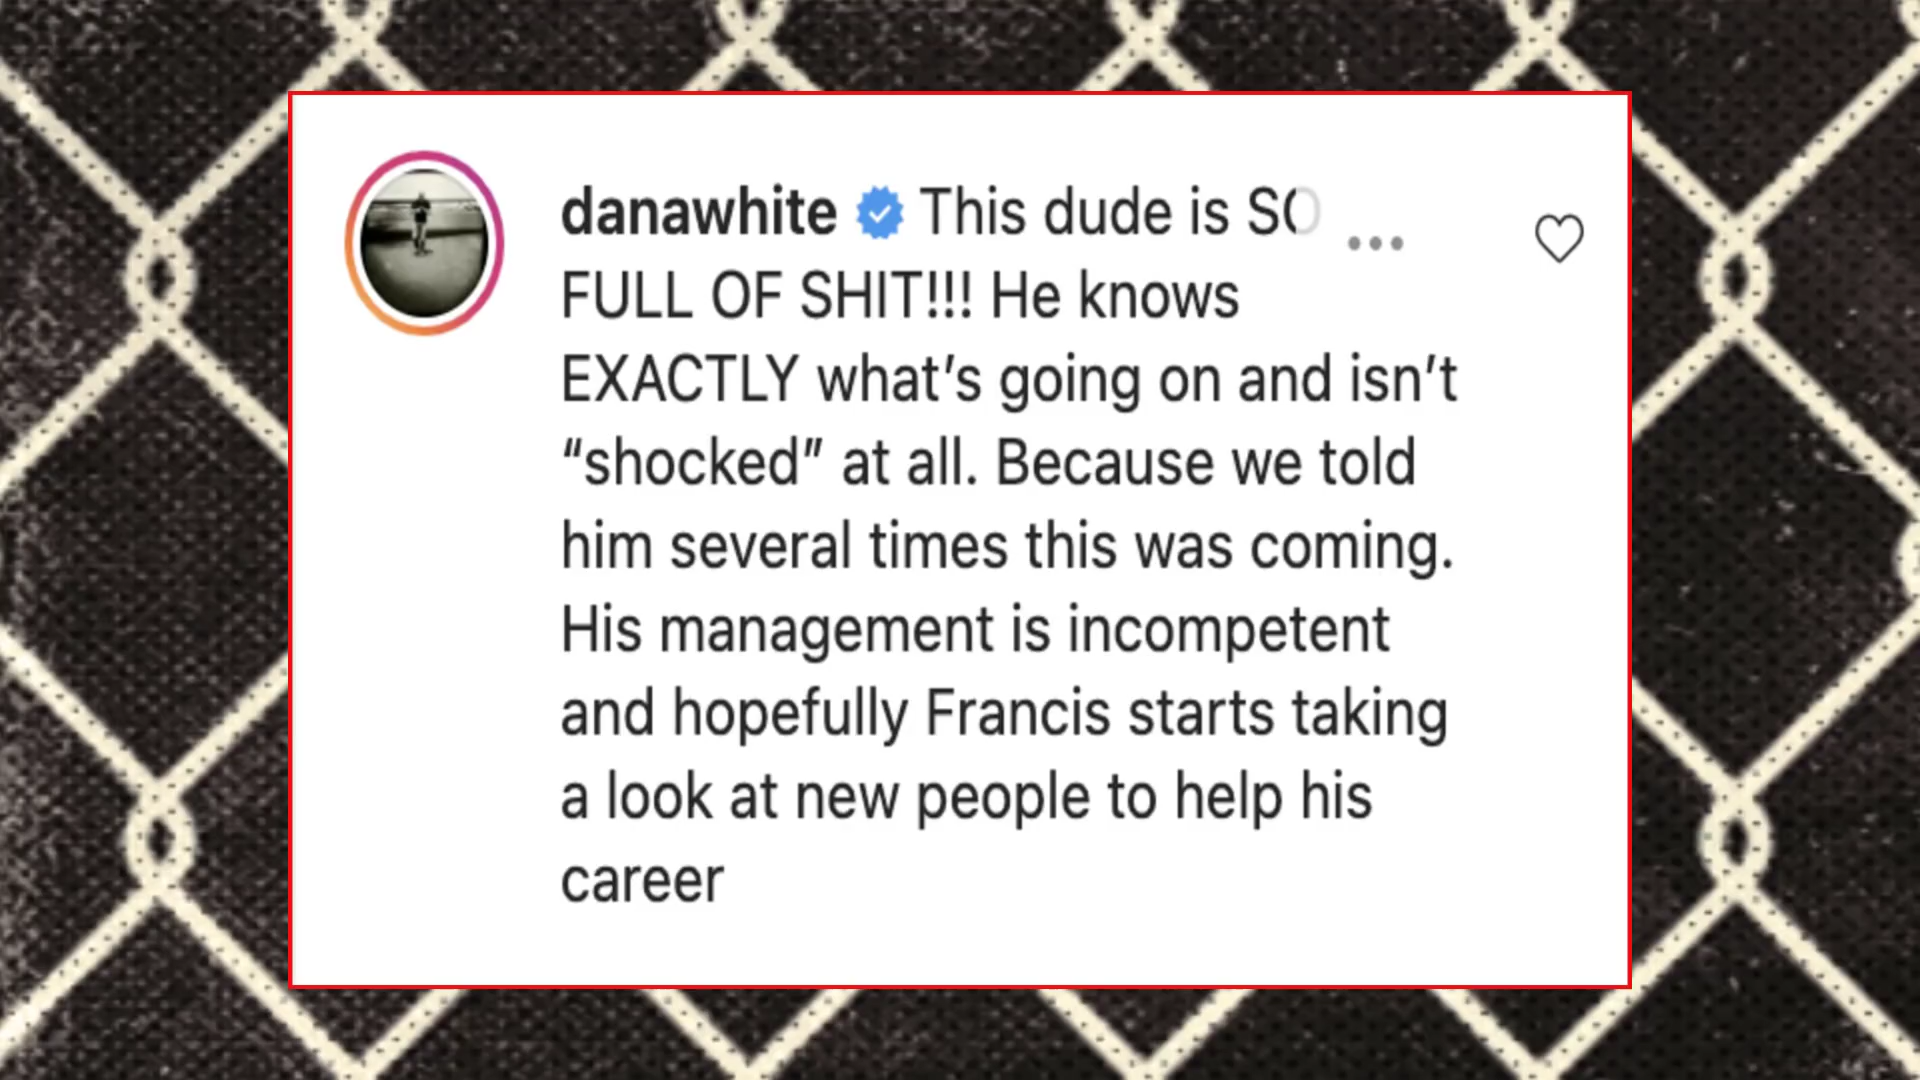 danawhite This dude is SO
FULL OF SHIT!!! He knows
EXACTLY what’s going on and isn’t
“shocked” at all. Because we told
him several times this was coming.
His management is incompetent
and hopefully Francis starts taking
a look at new people to help his
career